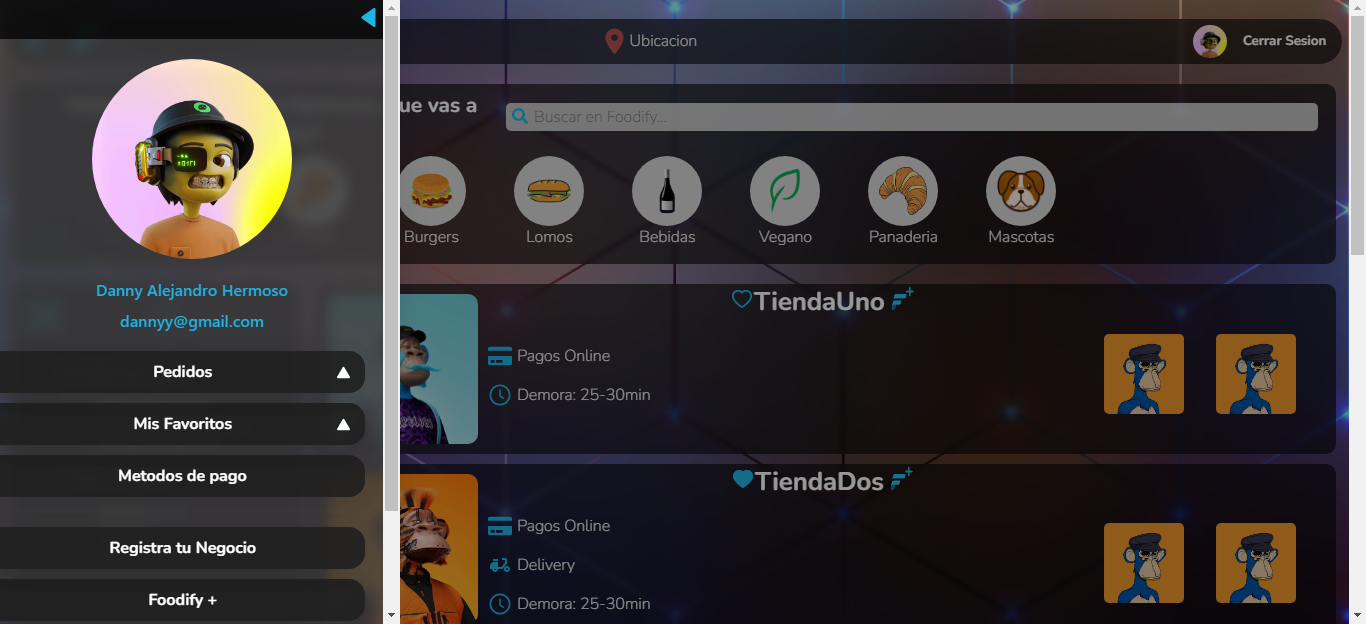 Danny Alejandro Hermoso
dannyy@gmail.com
Pedidos
Mis Favoritos
Metodos de pago
Registra tu Negocio
Foodify +
Ubicacion
Cerrar Sesion
ue vas a
Buscar en Foodify...
Burgers
Lomos
Bebidas
Vegano
Panaderia
Mascotas
TiendaUno
Pagos Online
Demora: 25-30min
TiendaDos
Pagos Online
Delivery
Demora: 25-30min